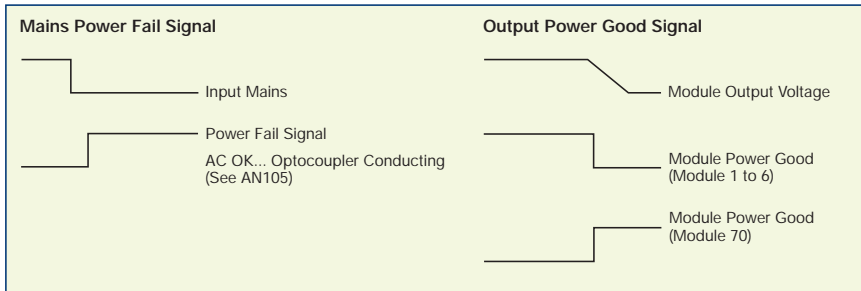 Mains Power Fail Signal
Input Mains
Power Fail Signal
AC OK... Optocoupler Conducting
(See AN105)
Output Power Good Signal
Module Output Voltage
Module Power Good
(Module 1 to 6)
Module Power Good
(Module 70)